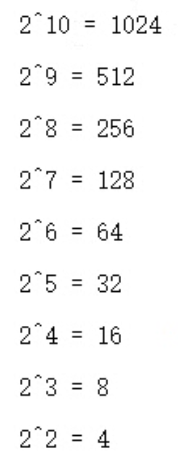 2^10 = 1024
2^9 = 512
2^8 = 256
2^7 = 128
2^6 = 64
2^5 = 32
2^4 = 16
2^3 = 8
2^2 = 4